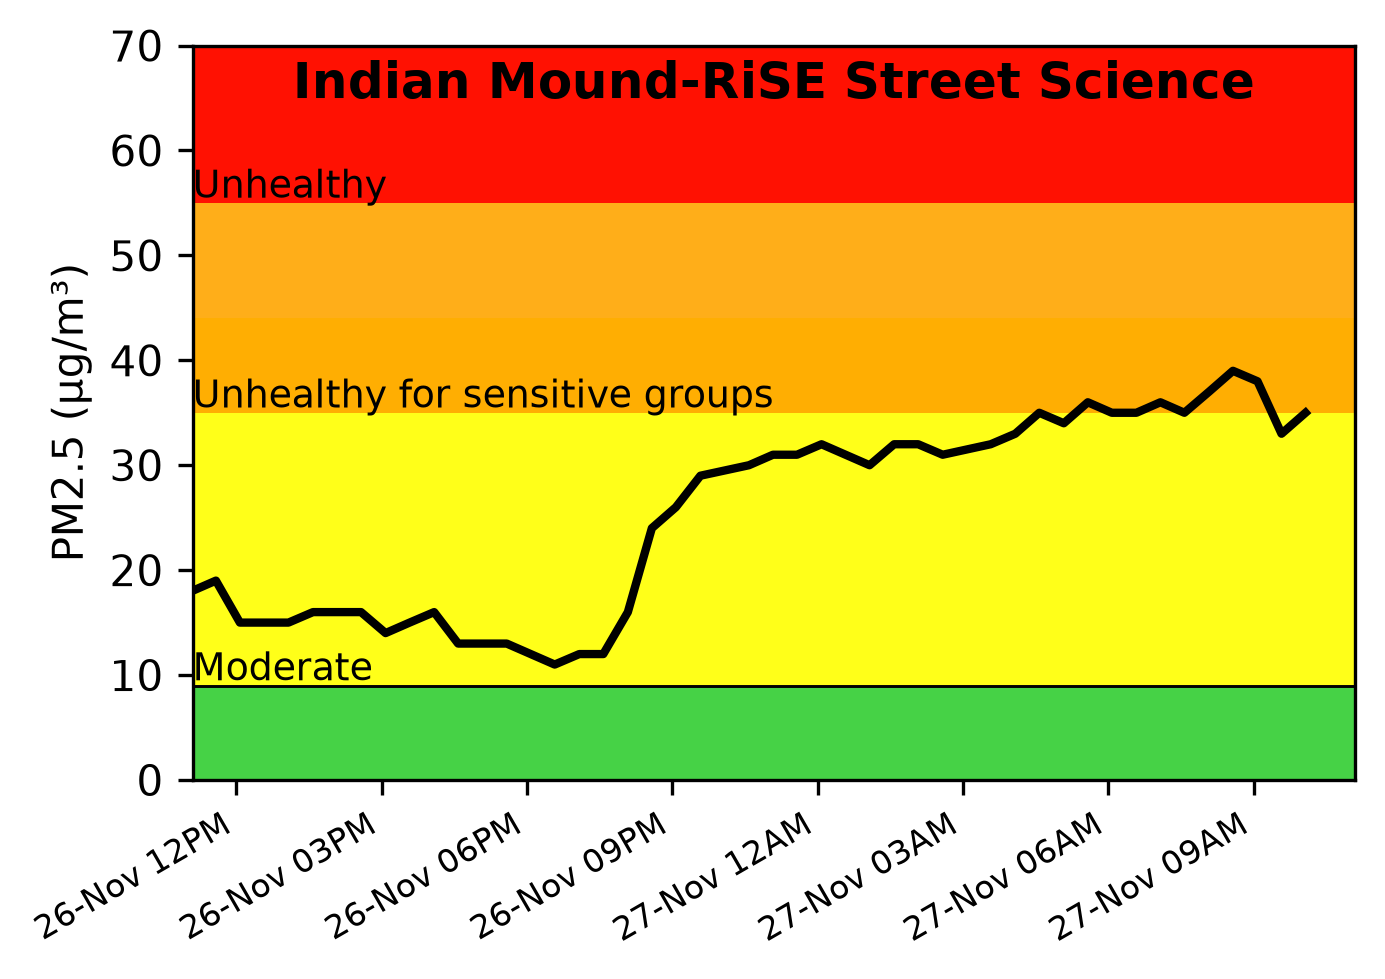 Indian Mound-RiSE Street Science
70
60
Unhealthy
50
40
Unhealthy for sensitive groups
30
20
Moderate
10
0
PM2.5 (µg/m³)
26-Nov 12PM
26-Nov 03PM
26-Nov 06PM
26-Nov 09PM
27-Nov 12AM
27-Nov 03AM
27-Nov 06AM
27-Nov 09AM